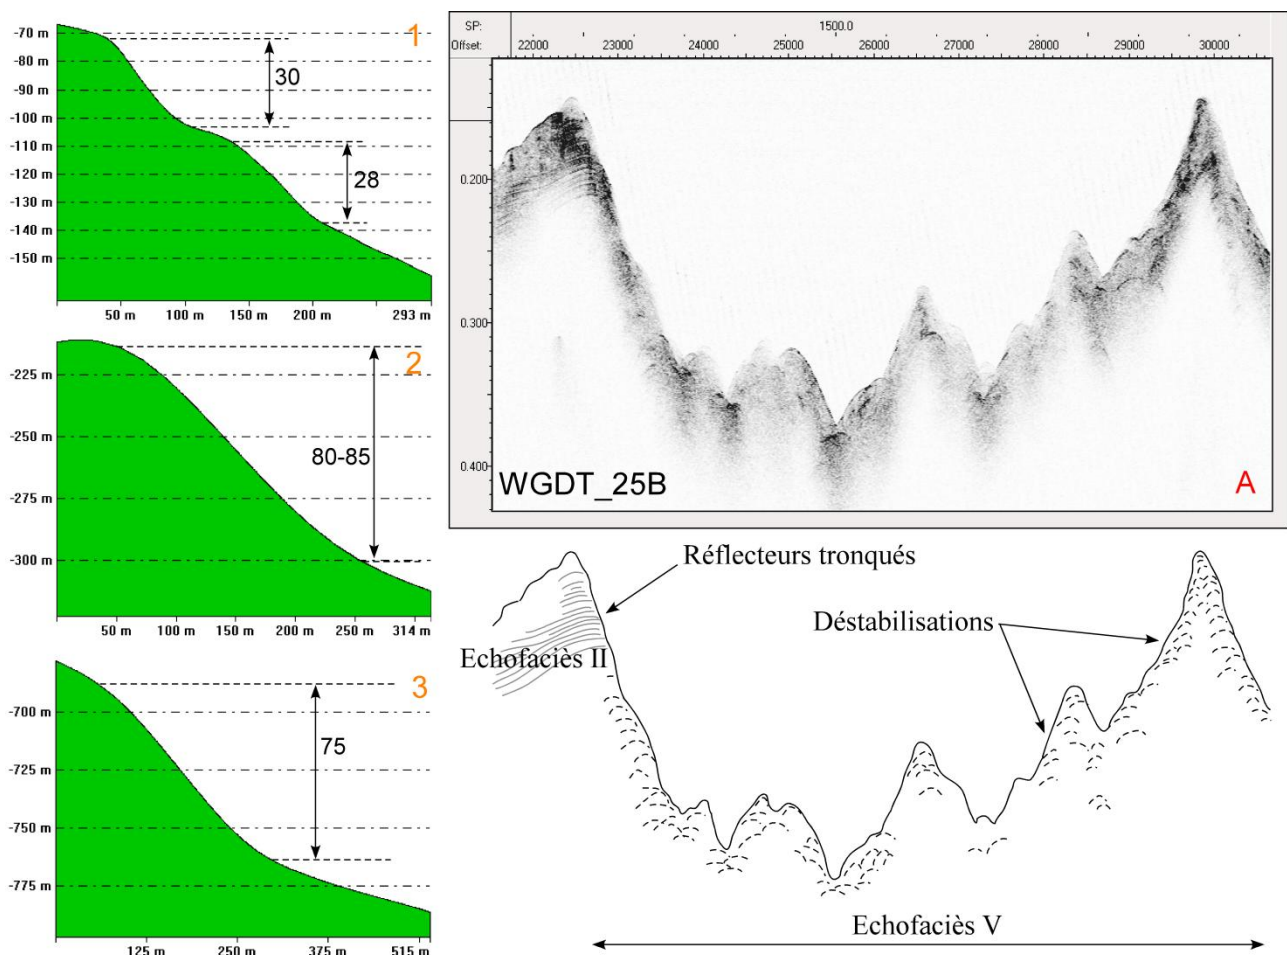 1
-70 m
-80 m
-90 m
-100 m
-110 m
-120 m
-130 m
-140 m
-150 m
30
28
50 m 100 m 150 m 200 m 293 m
2
-225 m
-250 m
-275 m
-300 m
80-85
50 m 100 m 150 m 200 m 250 m 314 m
3
-700 m
-725 m
-750 m
-775 m
75
125 m 250 m 375 m 515 m
SP: 1500.0
Offset: 22000 23000 24000 25000 26000 27000 28000 29000 30000
0.200
0.300
0.400
WGDT_25B
A
Réflecteurs tronqués
Déstabilisations
Echofaciès II
Echofaciès V